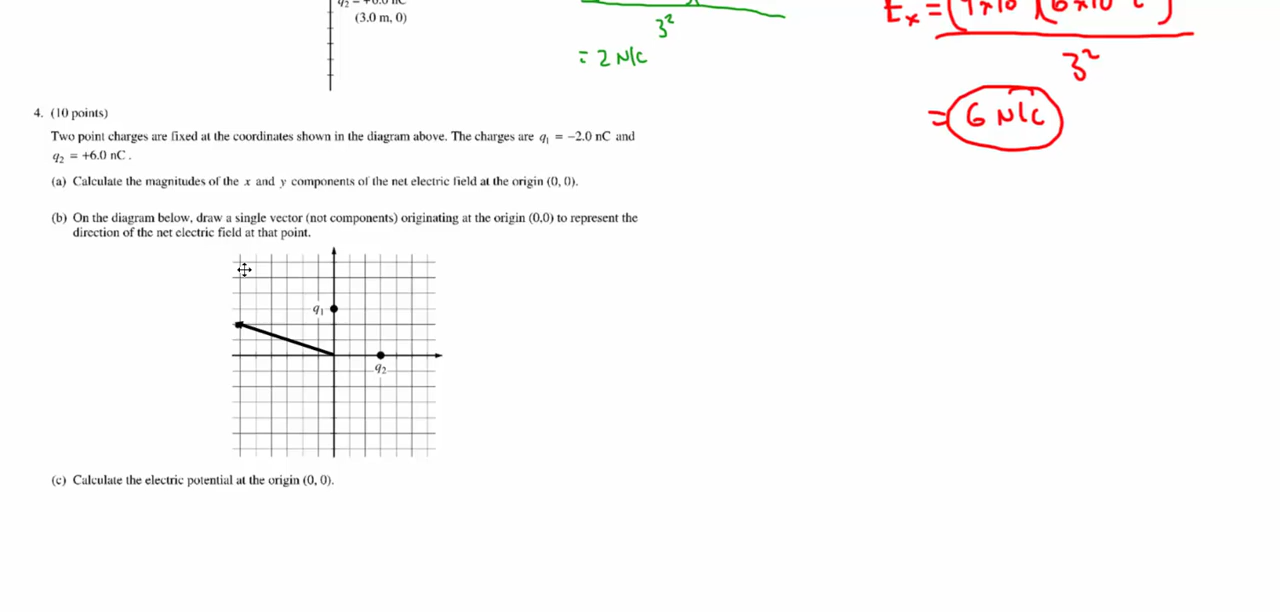 (3.0 m, 0)
3²
= 2 N/C
3²
= 6 N/C
4. (10 points)
Two point charges are fixed at the coordinates shown in the diagram above. The charges are q₁ = −2.0 nC and
q₂ = +6.0 nC .
(a) Calculate the magnitudes of the x and y components of the net electric field at the origin (0, 0).
(b) On the diagram below, draw a single vector (not components) originating at the origin (0,0) to represent the
direction of the net electric field at that point.
q₁
q₂
(c) Calculate the electric potential at the origin (0, 0).